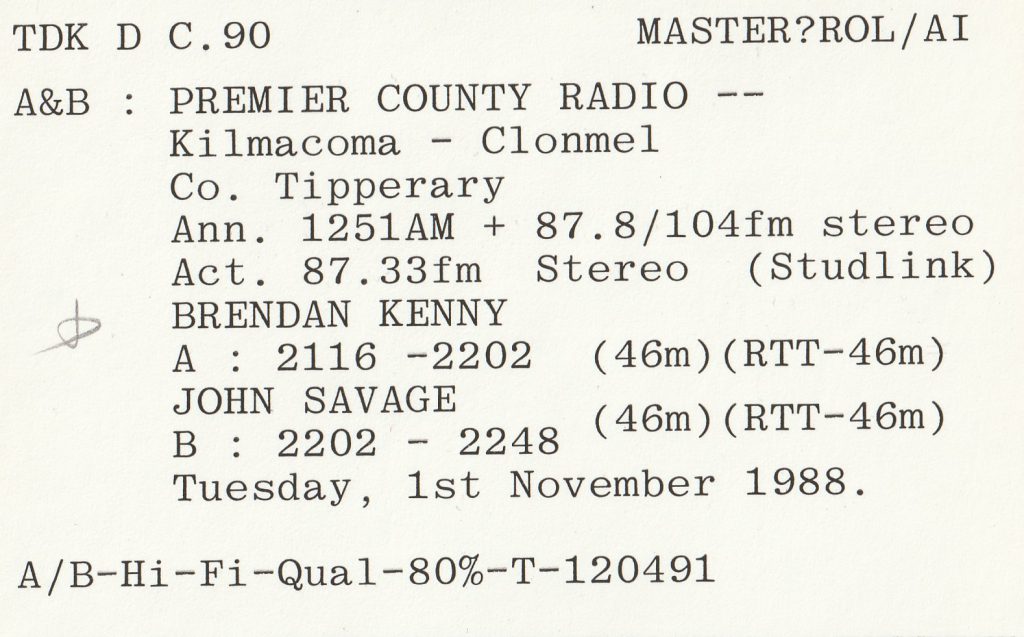 TDK D C.90 MASTER?ROL/AI
A&B : PREMIER COUNTY RADIO --
Kilmacoma - Clonmel
Co. Tipperary
Ann. 1251AM + 87.8/104fm stereo
Act. 87.33fm Stereo (Studlink)
BRENDAN KENNY
A : 2116 -2202 (46m)(RTT-46m)
JOHN SAVAGE
B : 2202 - 2248 (46m)(RTT-46m)
Tuesday, 1st November 1988.
A/B-Hi-Fi-Qual-80%-T-120491